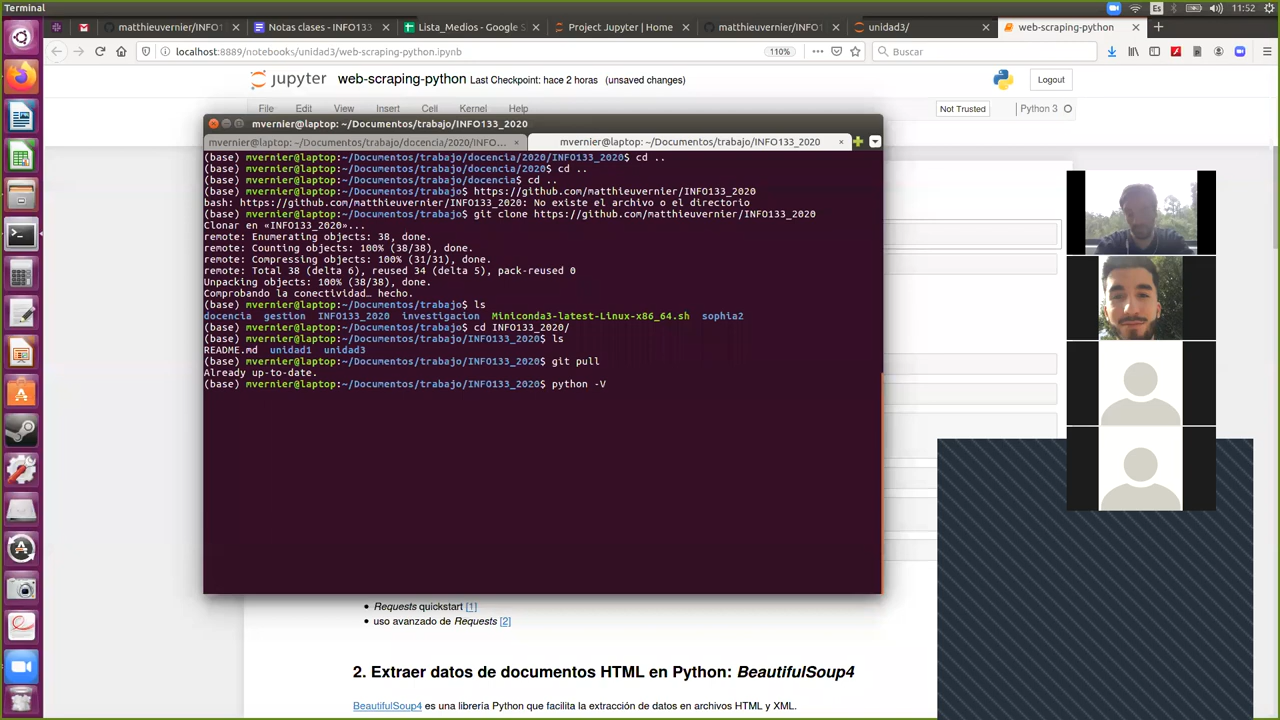 Terminal
Es
11:52
matthieuvernier/INFO133
Notas clases - INFO133
Lista_Medios - Google S
Project Jupyter | Home
matthieuvernier/INFO13
unidad3/
web-scraping-python
localhost:8889/notebooks/unidad3/web-scraping-python.ipynb
110%
Buscar
jupyter
web-scraping-python Last Checkpoint: hace 2 horas (unsaved changes)
Logout
File Edit View Insert Cell Kernel Help
Not Trusted
Python 3
mvernier@laptop: ~/Documentos/trabajo/INFO133_2020
mvernier@laptop: ~/Documentos/trabajo/docencia/2020/INFO...
mvernier@laptop: ~/Documentos/trabajo/INFO133_2020
(base) mvernier@laptop:~/Documentos/trabajo/docencia/2020/INFO133_2020$ cd ..
(base) mvernier@laptop:~/Documentos/trabajo/docencia/2020$ cd ..
(base) mvernier@laptop:~/Documentos/trabajo/docencia$ cd ..
(base) mvernier@laptop:~/Documentos/trabajo$ https://github.com/matthieuvernier/INFO133_2020
bash: https://github.com/matthieuvernier/INFO133_2020: No existe el archivo o el directorio
(base) mvernier@laptop:~/Documentos/trabajo$ git clone https://github.com/matthieuvernier/INFO133_2020
Clonar en «INFO133_2020»...
remote: Enumerating objects: 38, done.
remote: Counting objects: 100% (38/38), done.
remote: Compressing objects: 100% (31/31), done.
remote: Total 38 (delta 6), reused 34 (delta 5), pack-reused 0
Unpacking objects: 100% (38/38), done.
Comprobando la conectividad… hecho.
(base) mvernier@laptop:~/Documentos/trabajo$ ls
docencia gestion INFO133_2020 investigacion Miniconda3-latest-Linux-x86_64.sh sophia2
(base) mvernier@laptop:~/Documentos/trabajo$ cd INFO133_2020/
(base) mvernier@laptop:~/Documentos/trabajo/INFO133_2020$ ls
README.md unidad1 unidad3
(base) mvernier@laptop:~/Documentos/trabajo/INFO133_2020$ git pull
Already up-to-date.
(base) mvernier@laptop:~/Documentos/trabajo/INFO133_2020$ python -V
Requests quickstart [1]
uso avanzado de Requests [2]
2. Extraer datos de documentos HTML en Python: BeautifulSoup4
BeautifulSoup4 es una librería Python que facilita la extracción de datos en archivos HTML y XML.